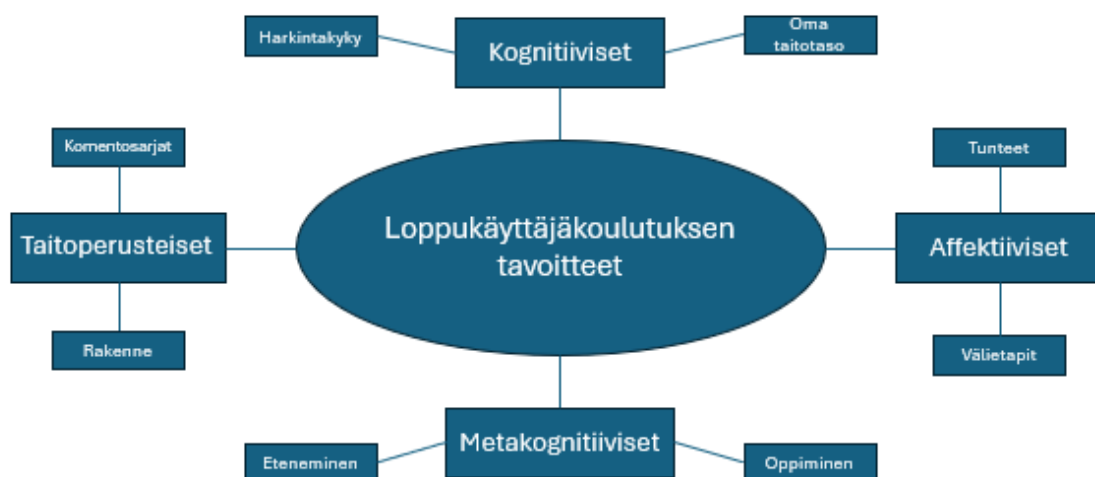 Harkintakyky
Kognitiiviset
Oma
taitotaso
Komentosarjat
Tunteet
Taitoperusteiset
Loppukäyttäjäkoulutuksen
tavoitteet
Affektiiviset
Rakenne
Välietapit
Metakognitiiviset
Eteneminen
Oppiminen